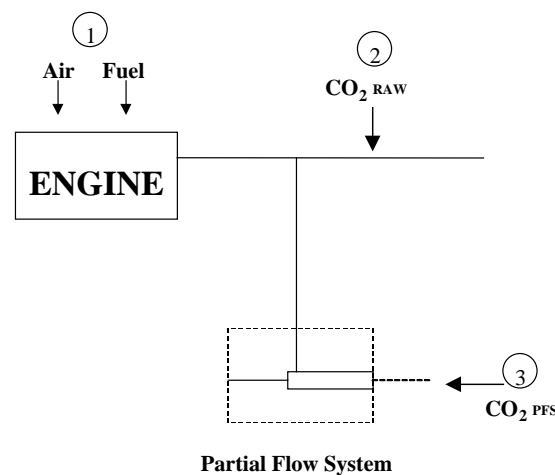 1
Air Fuel
ENGINE
2
CO2 RAW
3
CO2 PFS
Partial Flow System